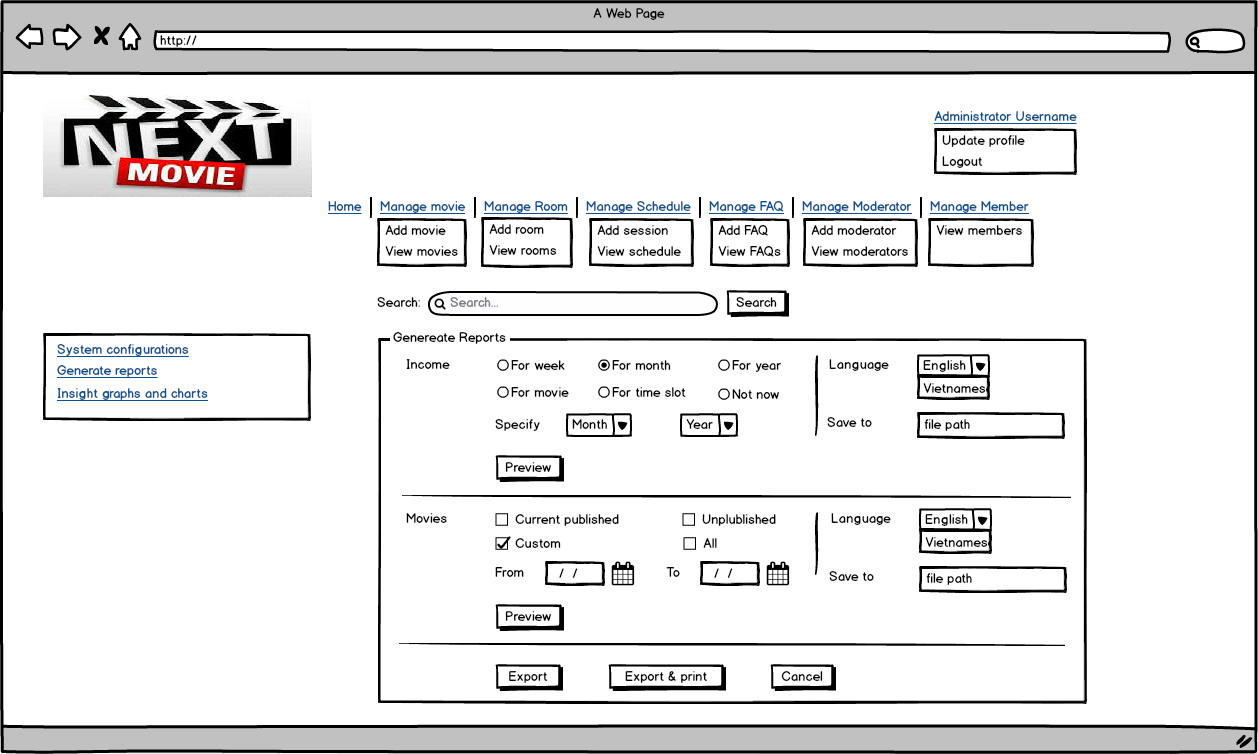 A Web Page
http://
NEXT
MOVIE
Administrator Username
Update profile
Logout
Home Manage movie Manage Room Manage Schedule Manage FAQ Manage Moderator Manage Member
Add movie Add room Add session Add FAQ Add moderator View members
View movies View rooms View schedule View FAQs View moderators
Search: Search... Search
System configurations
Generate reports
Insight graphs and charts
Genereate Reports
Income For week For month For year Language English
For movie For time slot Not now Vietnames
Specify Month Year Save to file path
Preview
Movies Current published Unplublished Language English
Custom All Vietnames
From / / To / / Save to file path
Preview
Export Export & print Cancel